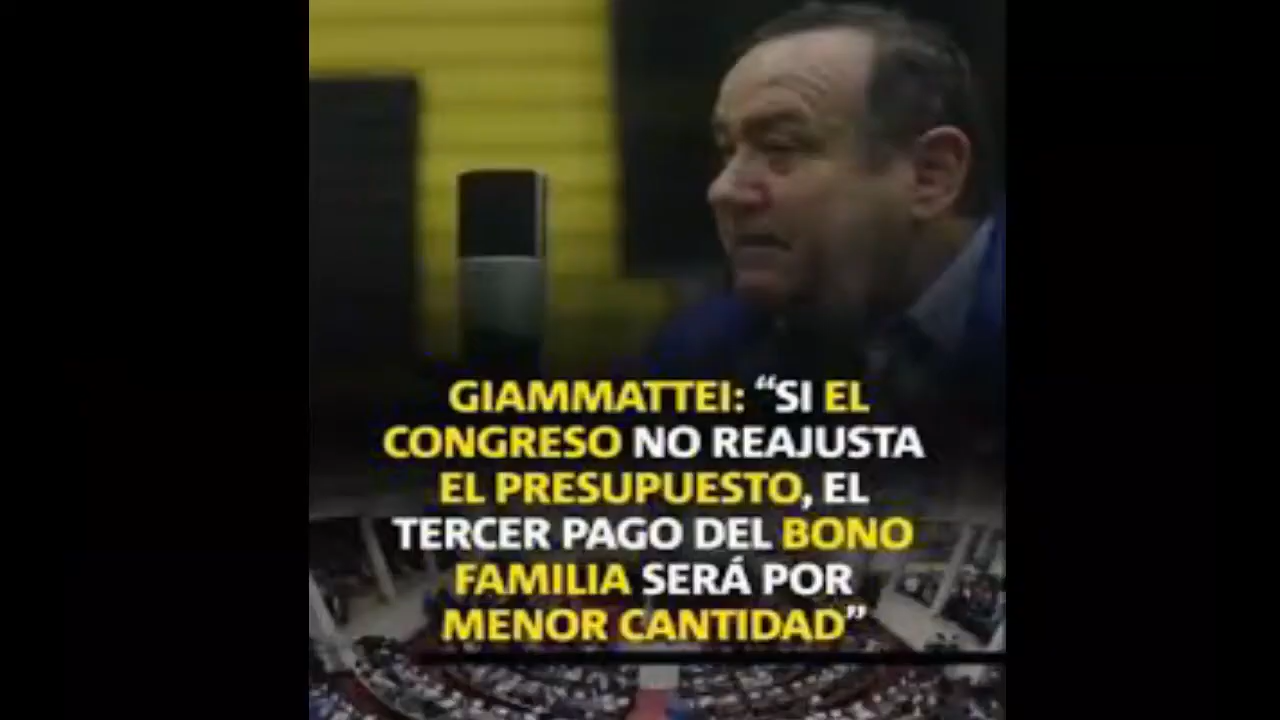 GIAMMATTEI: “SI EL
CONGRESO NO REAJUSTA
EL PRESUPUESTO, EL
TERCER PAGO DEL BONO
FAMILIA SERÁ POR
MENOR CANTIDAD”